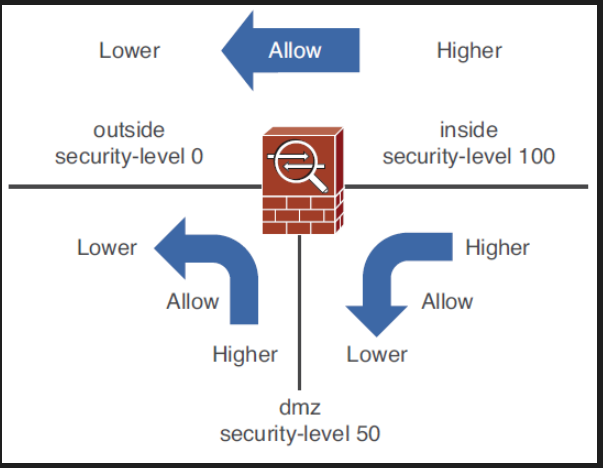 Lower
Allow
Higher
outside
security-level 0
inside
security-level 100
Lower
Allow
Higher
Higher
Allow
Lower
dmz
security-level 50